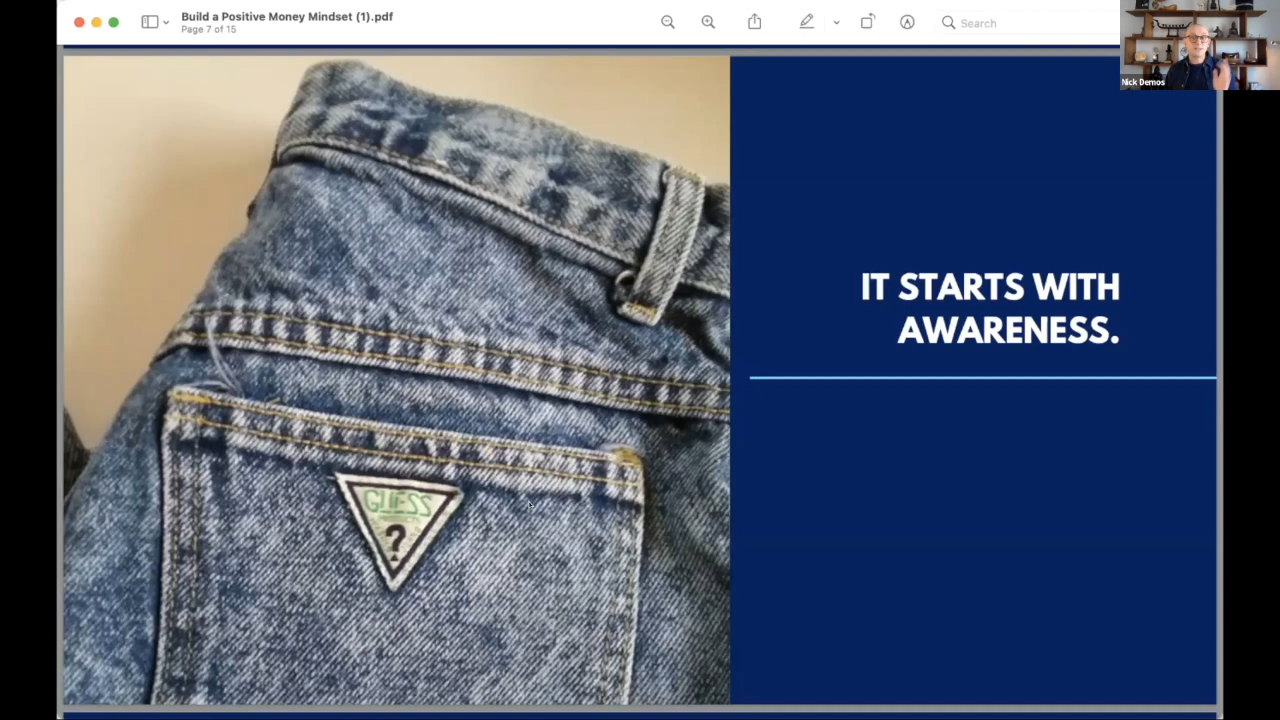 Build a Positive Money Mindset (1).pdf
Page 7 of 15
Search
Nick Demos
IT STARTS WITH
AWARENESS.
GUESS
?